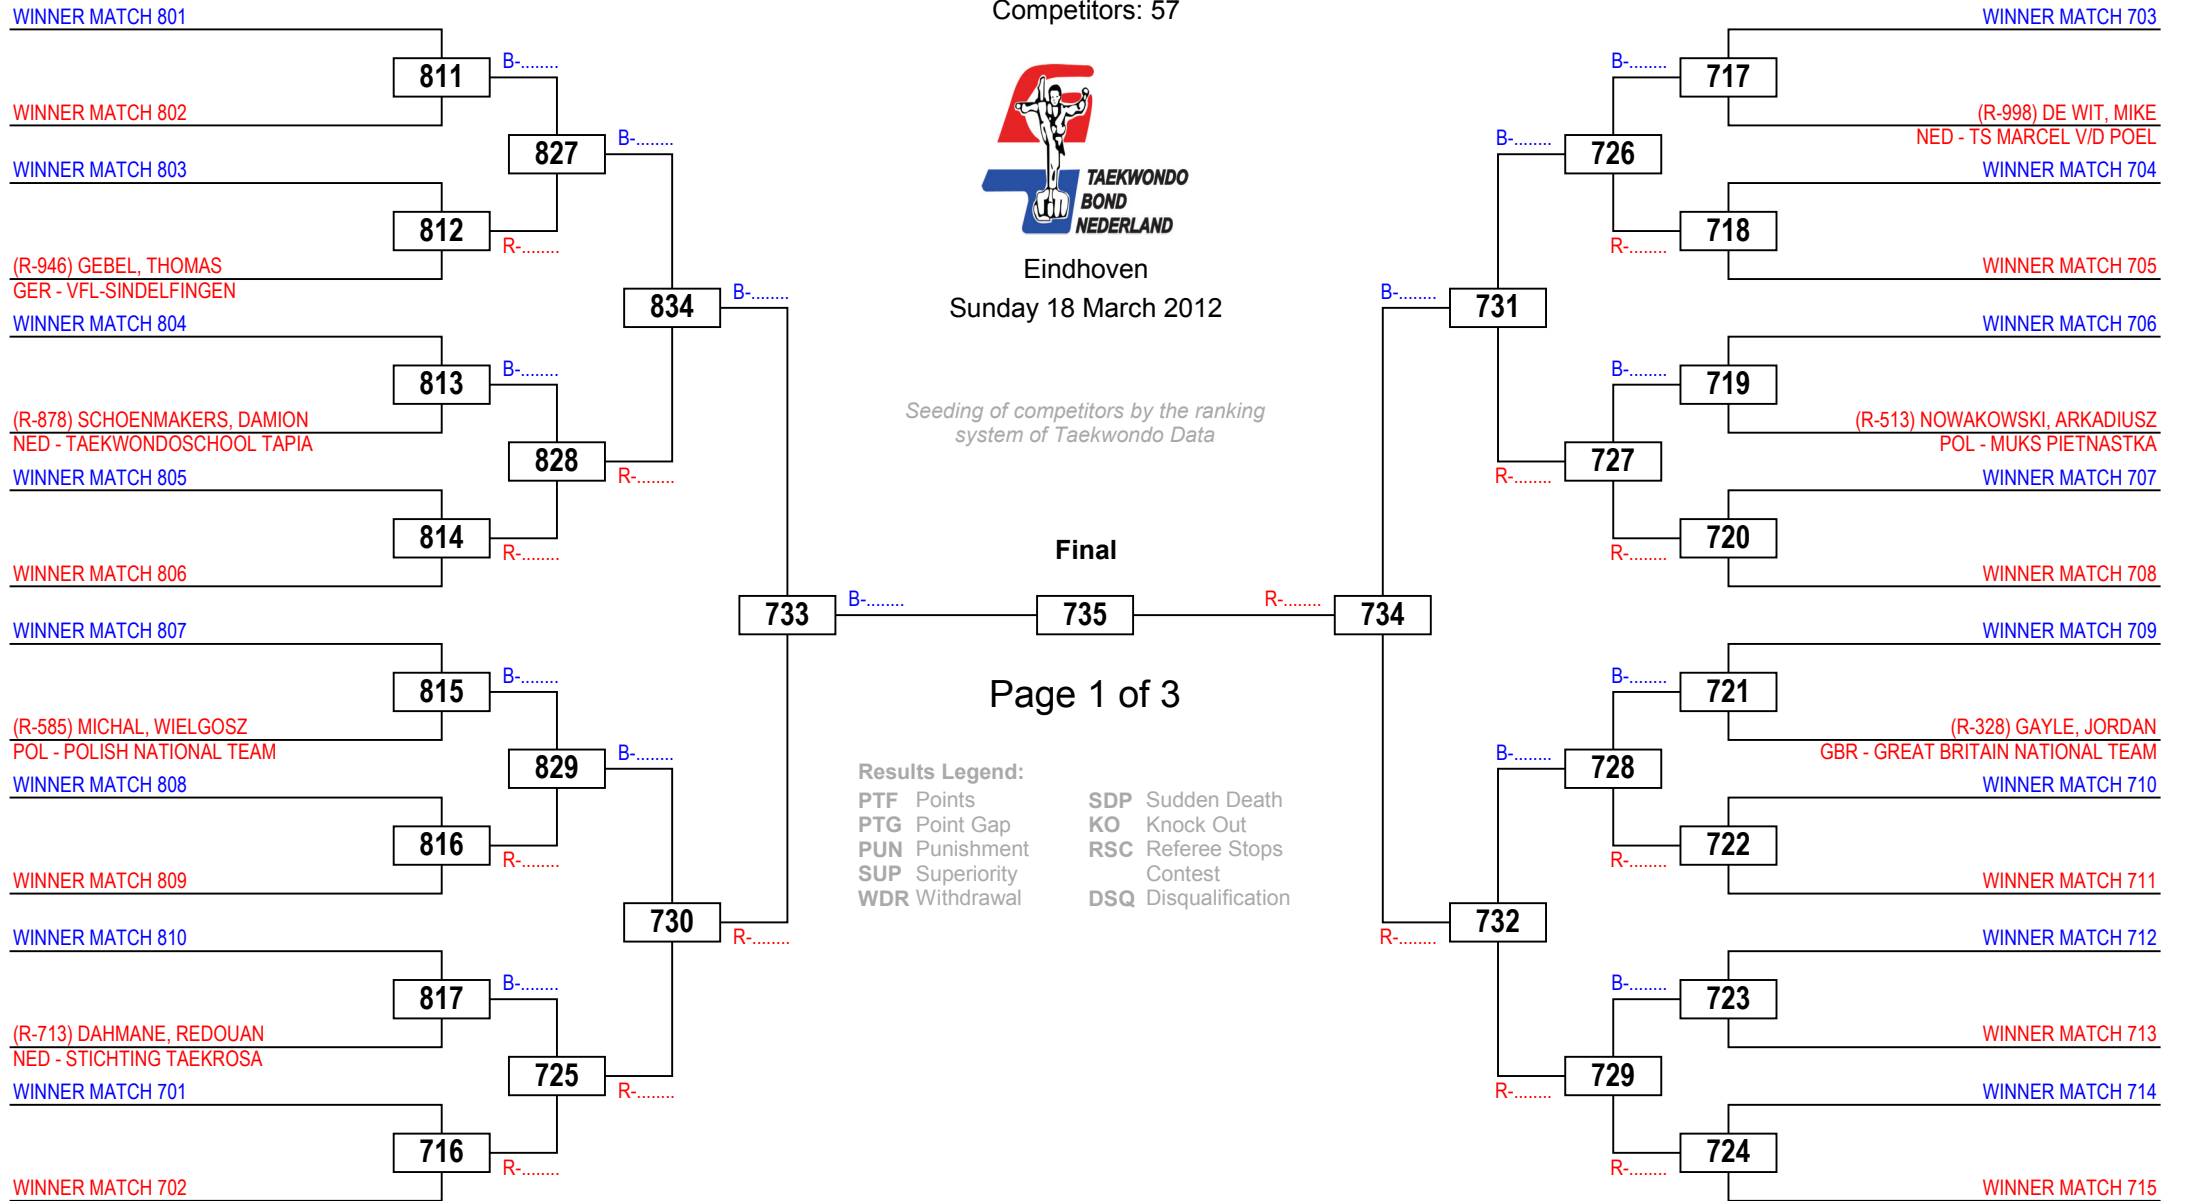 WINNER MATCH 801
811
B-........
WINNER MATCH 802
827
B-........
WINNER MATCH 803
812
R-........
(R-946) GEBEL, THOMAS
GER - VFL-SINDELFINGEN
834
B-........
WINNER MATCH 804
813
B-........
(R-878) SCHOENMAKERS, DAMION
NED - TAEKWONDOSCHOOL TAPIA
828
R-........
WINNER MATCH 805
814
R-........
WINNER MATCH 806
733
B-........
WINNER MATCH 807
815
B-........
(R-585) MICHAL, WIELGOSZ
POL - POLISH NATIONAL TEAM
829
B-........
WINNER MATCH 808
816
R-........
WINNER MATCH 809
730
R-........
WINNER MATCH 810
817
B-........
(R-713) DAHMANE, REDOUAN
NED - STICHTING TAEKROSA
725
R-........
WINNER MATCH 701
716
R-........
WINNER MATCH 702
Competitors: 57
TAEKWONDO
BOND
NEDERLAND
Eindhoven
Sunday 18 March 2012
Seeding of competitors by the ranking
system of Taekwondo Data
Final
735
Page 1 of 3
Results Legend:
PTF Points
PTG Point Gap
PUN Punishment
SUP Superiority
WDR Withdrawal
SDP Sudden Death
KO Knock Out
RSC Referee Stops
Contest
DSQ Disqualification
WINNER MATCH 703
B-........
717
(R-998) DE WIT, MIKE
NED - TS MARCEL V/D POEL
B-........
726
WINNER MATCH 704
R-........
718
WINNER MATCH 705
B-........
731
WINNER MATCH 706
B-........
719
(R-513) NOWAKOWSKI, ARKADIUSZ
POL - MUKS PIETNASTKA
R-........
727
WINNER MATCH 707
R-........
720
WINNER MATCH 708
R-........
734
WINNER MATCH 709
B-........
721
(R-328) GAYLE, JORDAN
GBR - GREAT BRITAIN NATIONAL TEAM
B-........
728
WINNER MATCH 710
R-........
722
WINNER MATCH 711
R-........
732
WINNER MATCH 712
B-........
723
WINNER MATCH 713
R-........
729
WINNER MATCH 714
R-........
724
WINNER MATCH 715